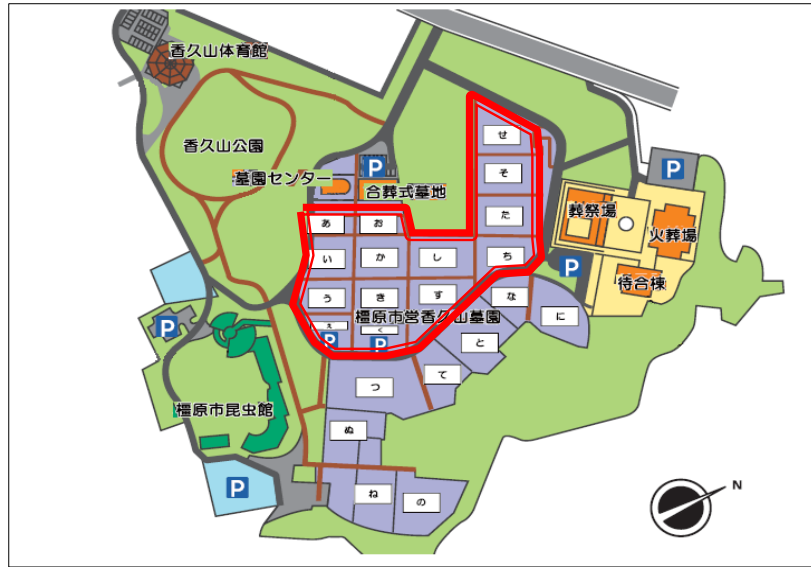 香久山体育館
香久山公園
墓園センター
P
合葬式墓地
せ
そ
た
ち
P
葬祭場
火葬場
待合棟
P
あ
お
い
か
し
う
き
す
え
く
P
P
橿原市営香久山墓園
な
に
と
て
つ
ぬ
ね
の
P
橿原市昆虫館
P
N